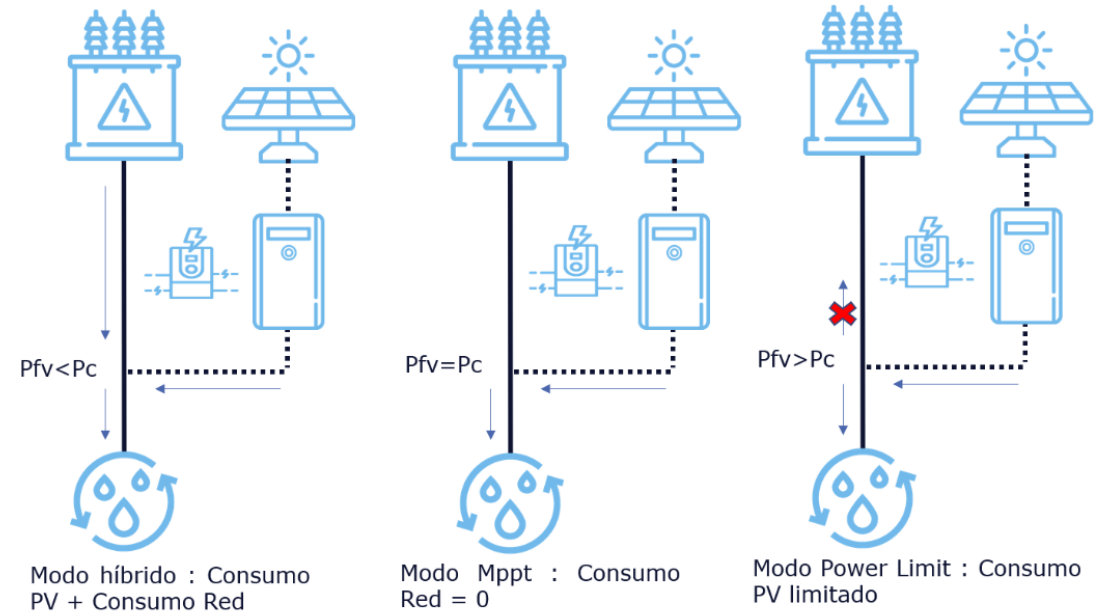 Pfv<Pc
Pfv=Pc
Pfv>Pc
Modo híbrido : Consumo
PV + Consumo Red
Modo Mppt : Consumo
Red = 0
Modo Power Limit : Consumo
PV limitado